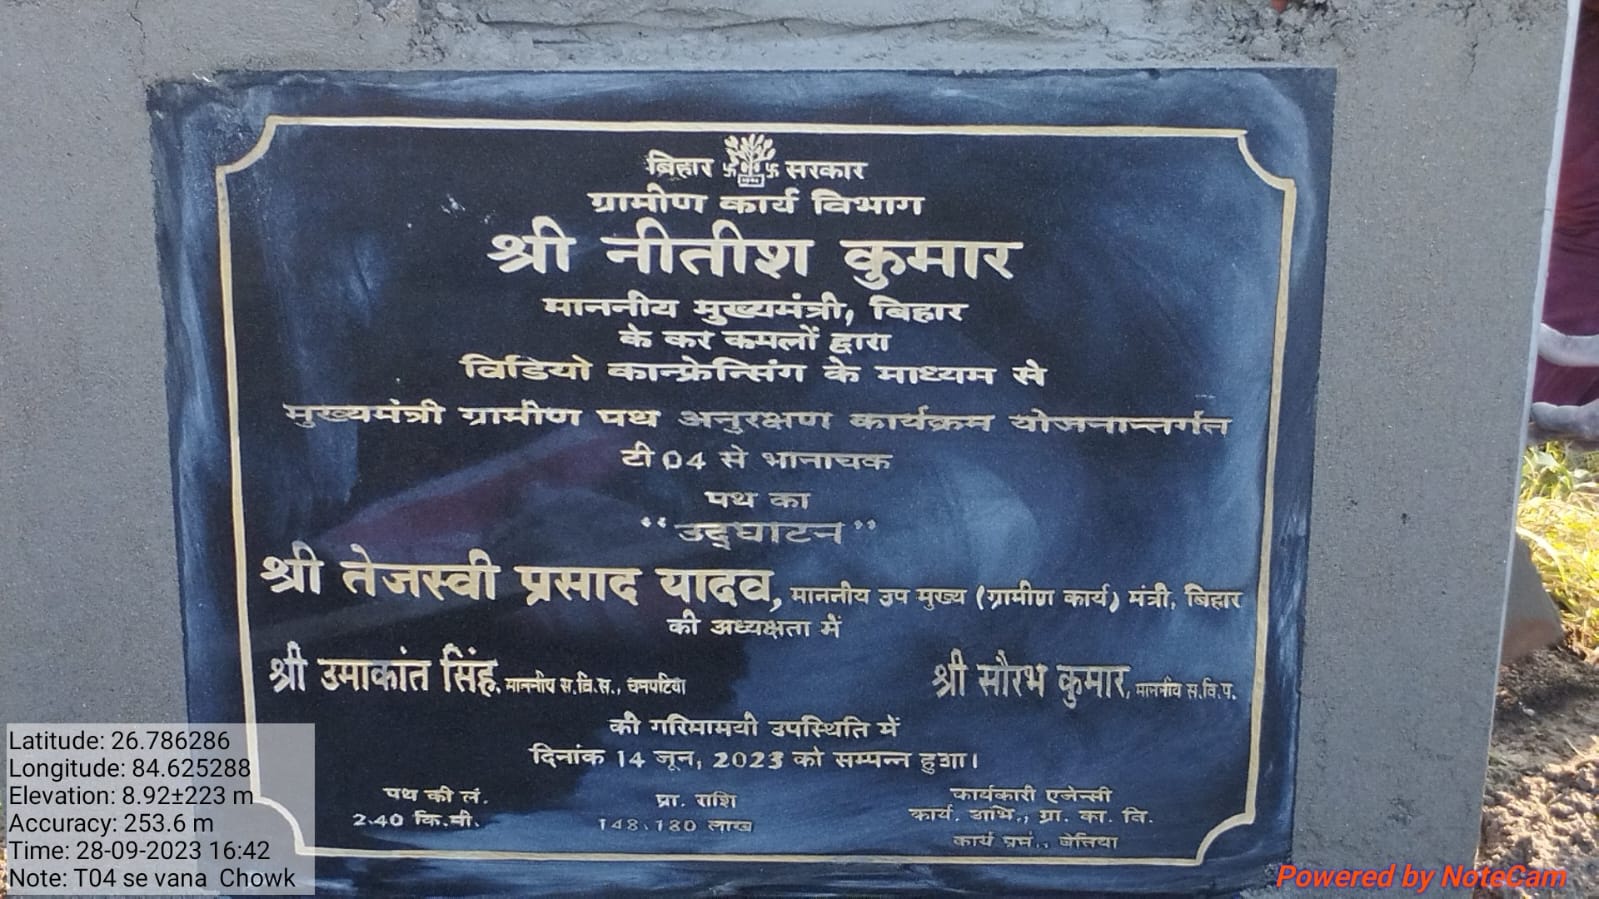 बिहार सरकार
ग्रामीण कार्य विभाग
श्री नीतीश कुमार
माननीय मुख्यमंत्री, बिहार
के कर कमलों द्वारा
विडियो कान्फ्रेन्सिंग के माध्यम से
मुख्यमंत्री ग्रामीण पथ अनुरक्षण कार्यक्रम योजनान्तर्गत
टी04 से भानाचक
पथ का
“उद्घाटन”
श्री तेजस्वी प्रसाद यादव, माननीय उप मुख्य (ग्रामीण कार्य) मंत्री, बिहार
की अध्यक्षता में
श्री उमाकांत सिंह, माननीय स.वि.स., चनपटिया श्री सौरभ कुमार, माननीय स.वि.प.
की गरिमामयी उपस्थिति में
दिनांक 14 जून, 2023 को सम्पन्न हुआ।
पथ की लं. प्रा. राशि कार्यकारी एजेन्सी
2.40 कि.मी. 148.180 लाख कार्य. अभि., ग्रा. का. वि.
कार्य प्रमं., बेतिया
Latitude: 26.786286
Longitude: 84.625288
Elevation: 8.92±223 m
Accuracy: 253.6 m
Time: 28-09-2023 16:42
Note: T04 se vana Chowk
Powered by NoteCam